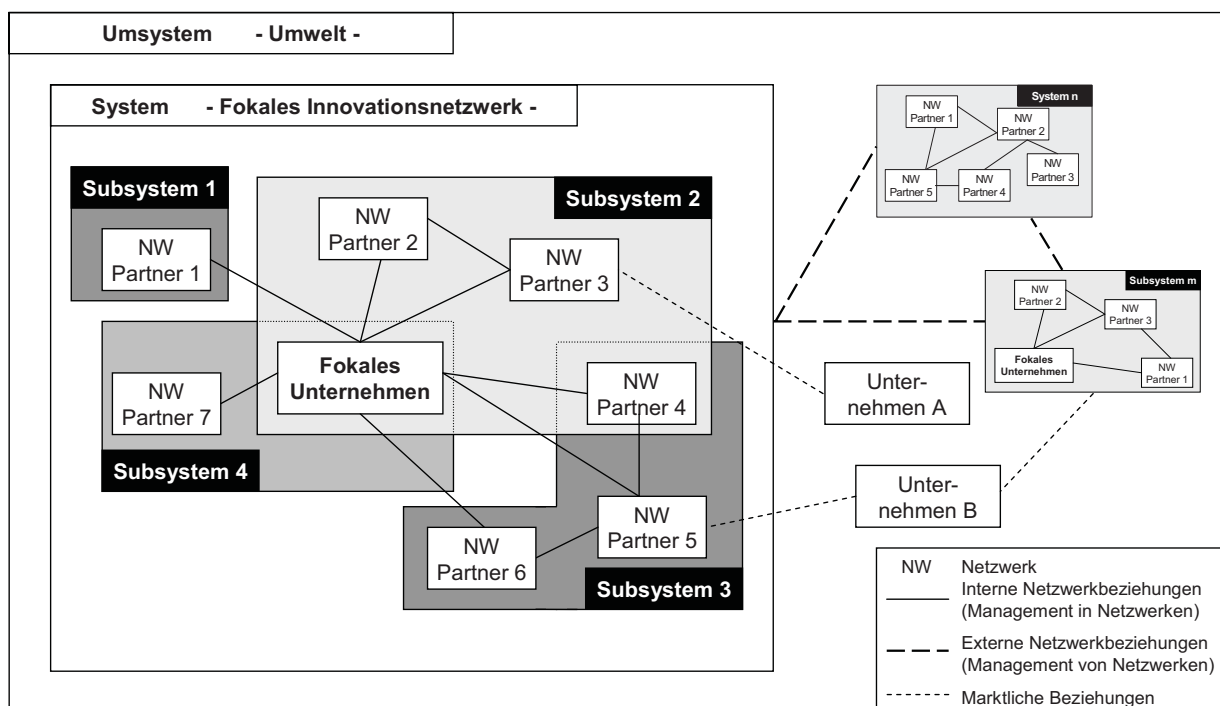 Umsystem - Umwelt -
System - Fokales Innovationsnetzwerk -
Subsystem 1
NW
Partner 1
Subsystem 2
NW
Partner 2
NW
Partner 3
Fokales
Unternehmen
NW
Partner 4
NW
Partner 7
Subsystem 4
NW
Partner 6
NW
Partner 5
Subsystem 3
System n
NW
Partner 1
NW
Partner 2
NW
Partner 3
NW
Partner 5
NW
Partner 4
Subsystem m
NW
Partner 2
NW
Partner 3
Fokales
Unternehmen
NW
Partner 1
Unter-
nehmen A
Unter-
nehmen B
NW Netzwerk
Interne Netzwerkbeziehungen
(Management in Netzwerken)
Externe Netzwerkbeziehungen
(Management von Netzwerken)
Marktliche Beziehungen